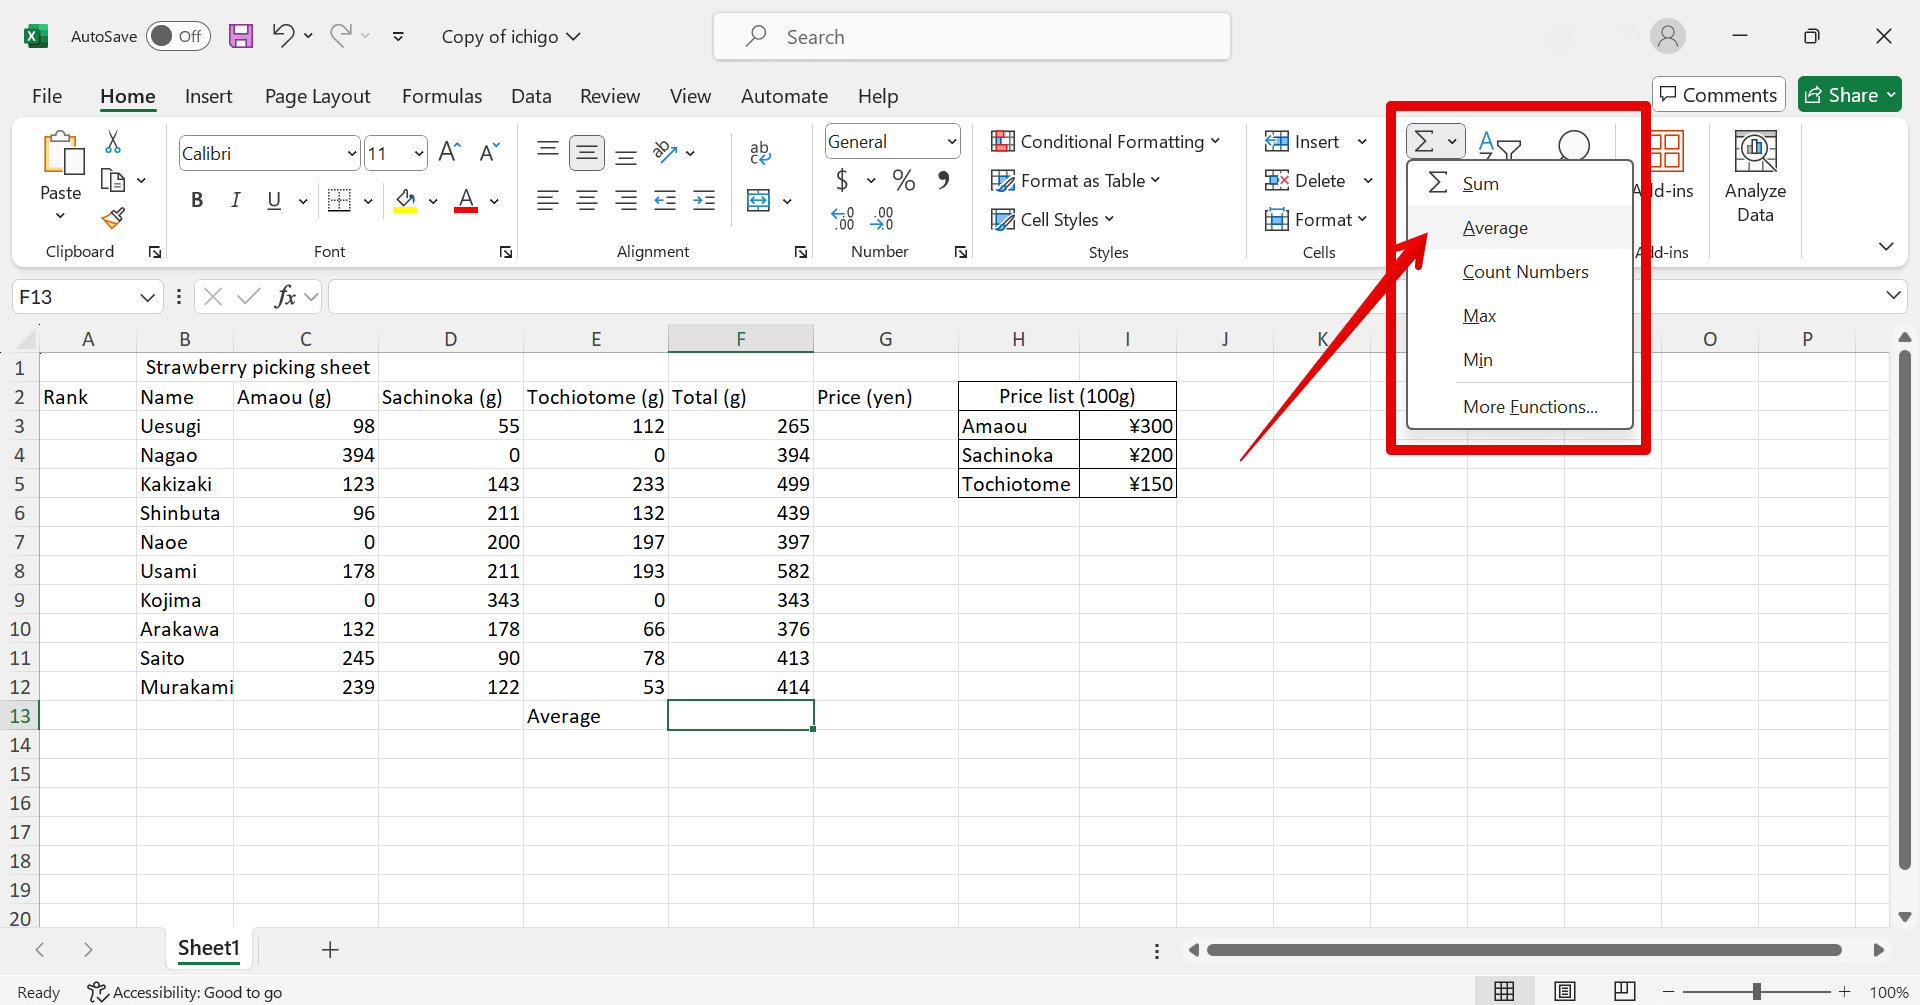 AutoSave Off Copy of ichigo Search
File Home Insert Page Layout Formulas Data Review View Automate Help Comments Share
Paste
Clipboard
Calibri 11
B I U A
Font
ab
Alignment
General
$ % ,
Number
Conditional Formatting
Format as Table
Cell Styles
Styles
Insert
Delete
Format
Cells
Σ
Σ Sum
Average
Count Numbers
Max
Min
More Functions...
dd-ins
Add-ins
Analyze
Data
F13 fx
A B C D E F G H I J K O P
1 Strawberry picking sheet
2 Rank Name Amaou (g) Sachinoka (g) Tochiotome (g) Total (g) Price (yen) Price list (100g)
3 Uesugi 98 55 112 265 Amaou ¥300
4 Nagao 394 0 0 394 Sachinoka ¥200
5 Kakizaki 123 143 233 499 Tochiotome ¥150
6 Shinbuta 96 211 132 439
7 Naoe 0 200 197 397
8 Usami 178 211 193 582
9 Kojima 0 343 0 343
10 Arakawa 132 178 66 376
11 Saito 245 90 78 413
12 Murakami 239 122 53 414
13 Average
14
15
16
17
18
19
20
Sheet1
Ready Accessibility: Good to go 100%